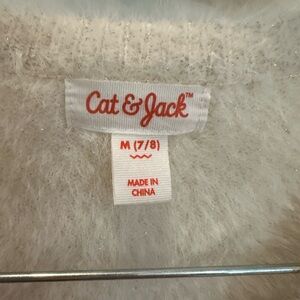 Cat & Jack™
M (7/8)
MADE IN
CHINA